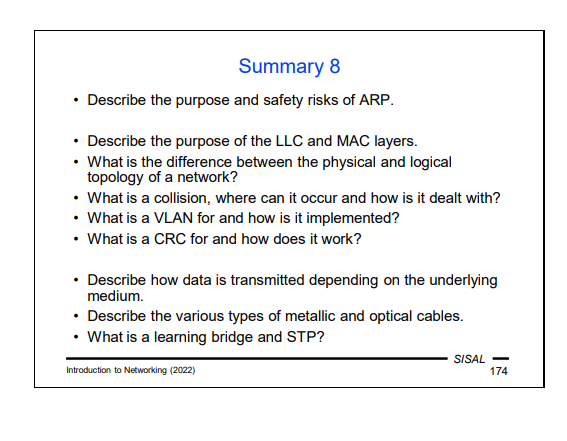 Summary 8
• Describe the purpose and safety risks of ARP.
• Describe the purpose of the LLC and MAC layers.
• What is the difference between the physical and logical
topology of a network?
• What is a collision, where can it occur and how is it dealt with?
• What is a VLAN for and how is it implemented?
• What is a CRC for and how does it work?
• Describe how data is transmitted depending on the underlying
medium.
• Describe the various types of metallic and optical cables.
• What is a learning bridge and STP?
SISAL
Introduction to Networking (2022)
174